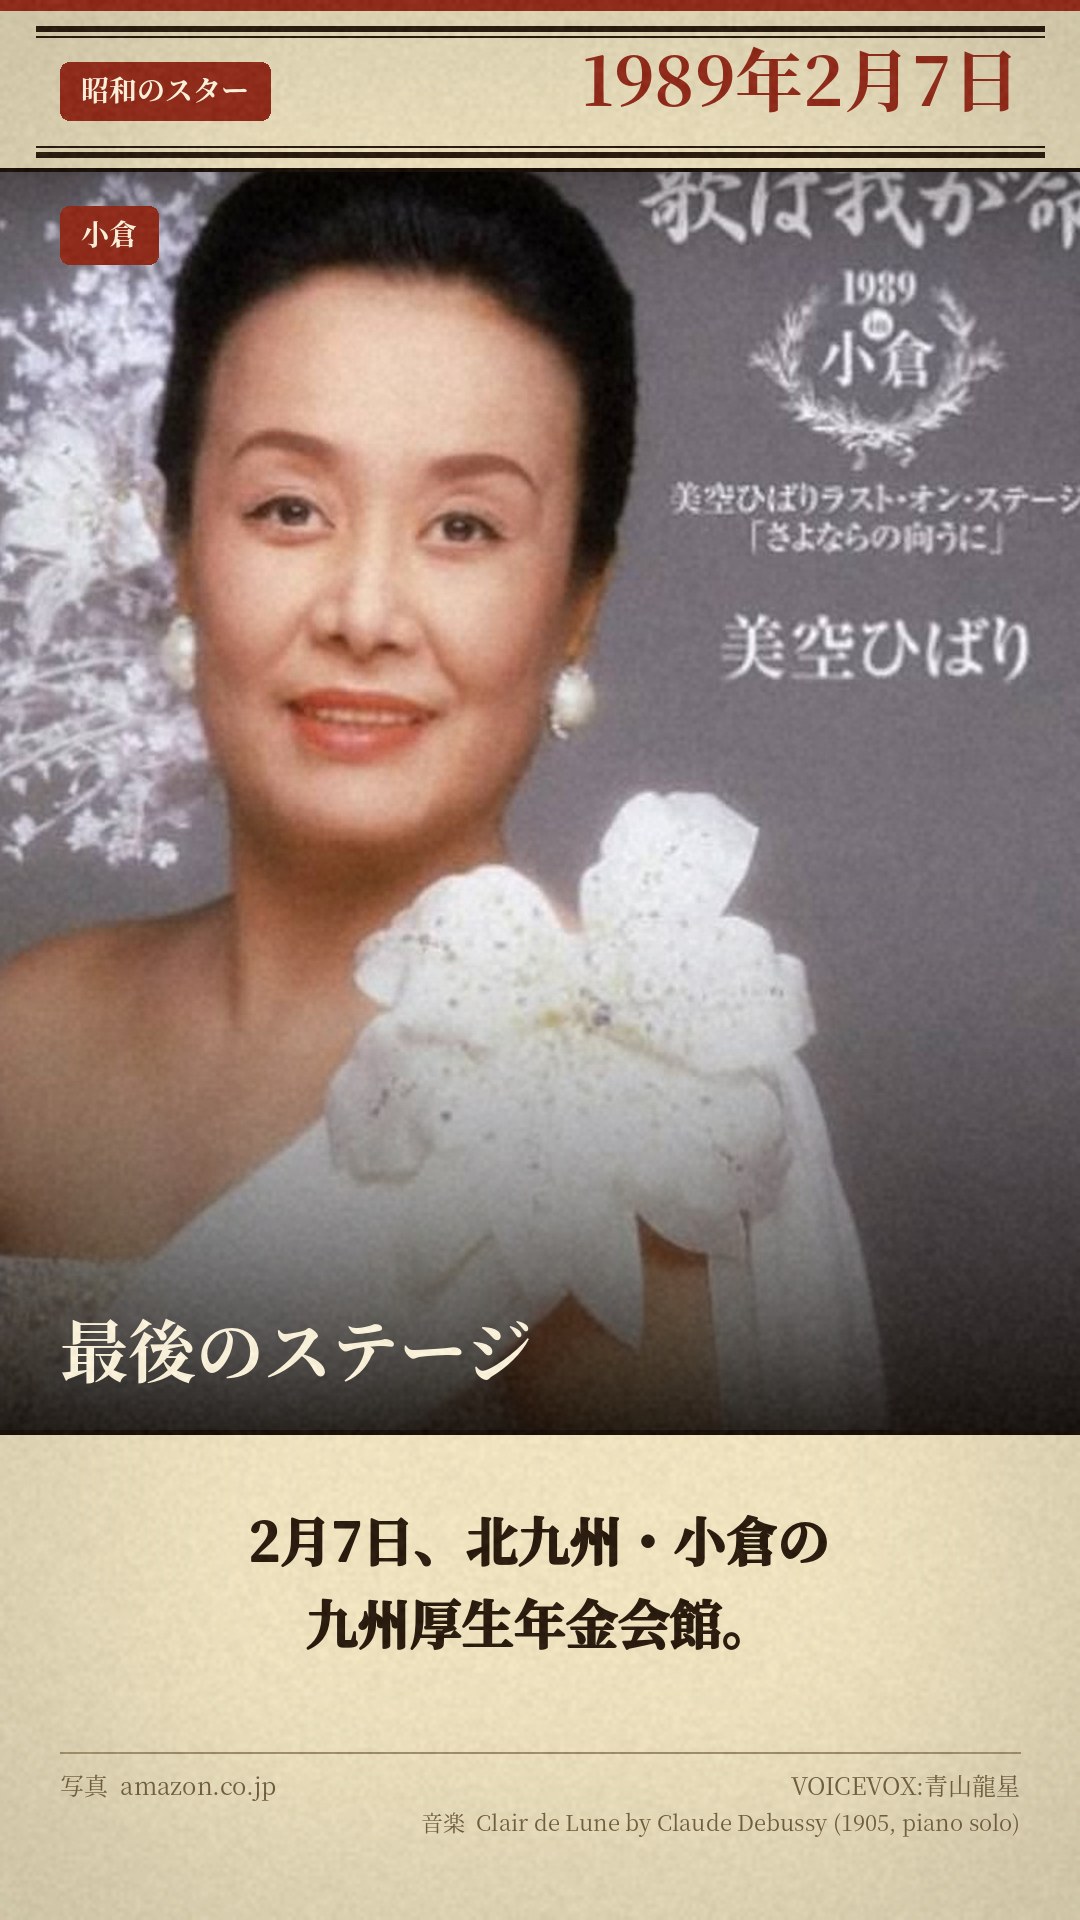 昭和のスター
1989年2月7日
小倉
歌は我が命
1989
in
小倉
美空ひばりラスト・オン・ステージ
「さよならの向うに」
美空ひばり
最後のステージ
2月7日、北九州・小倉の
九州厚生年金会館。
写真 amazon.co.jp
VOICEVOX:青山龍星
音楽 Clair de Lune by Claude Debussy (1905, piano solo)